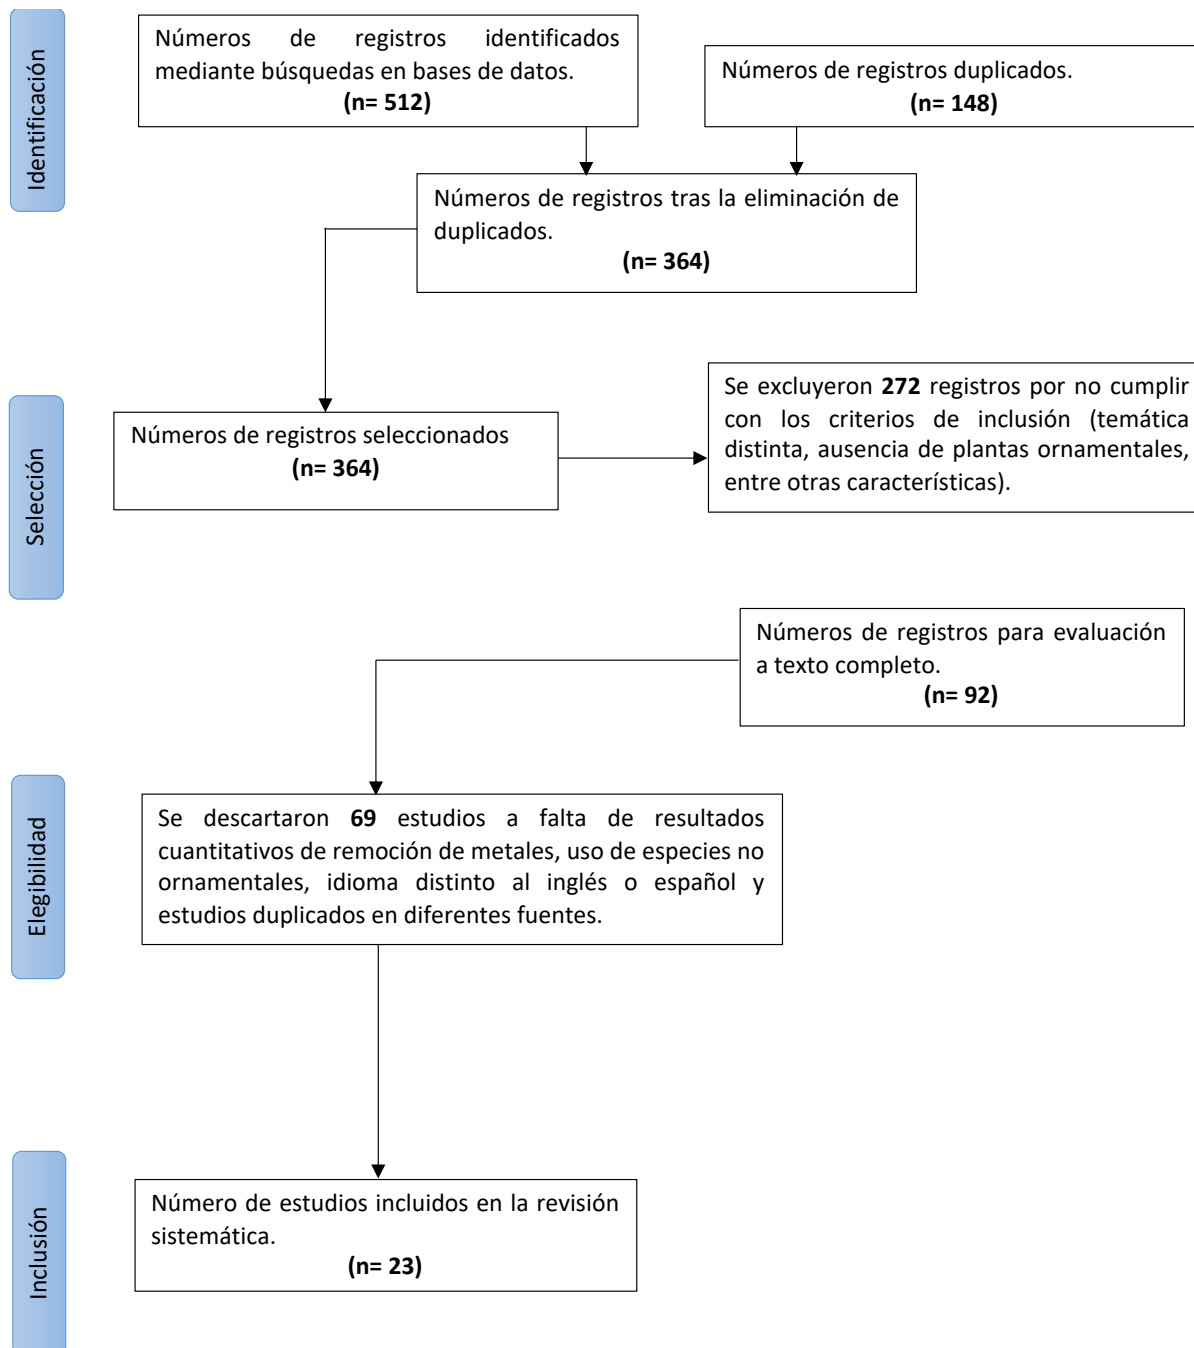 Identificación
Números de registros identificados
mediante búsquedas en bases de datos.
(n= 512)
Números de registros duplicados.
(n= 148)
Números de registros tras la eliminación de
duplicados.
(n= 364)
Selección
Números de registros seleccionados
(n= 364)
Se excluyeron 272 registros por no cumplir
con los criterios de inclusión (temática
distinta, ausencia de plantas ornamentales,
entre otras características).
Números de registros para evaluación
a texto completo.
(n= 92)
Elegibilidad
Se descartaron 69 estudios a falta de resultados
cuantitativos de remoción de metales, uso de especies no
ornamentales, idioma distinto al inglés o español y
estudios duplicados en diferentes fuentes.
Inclusión
Número de estudios incluidos en la revisión
sistemática.
(n= 23)